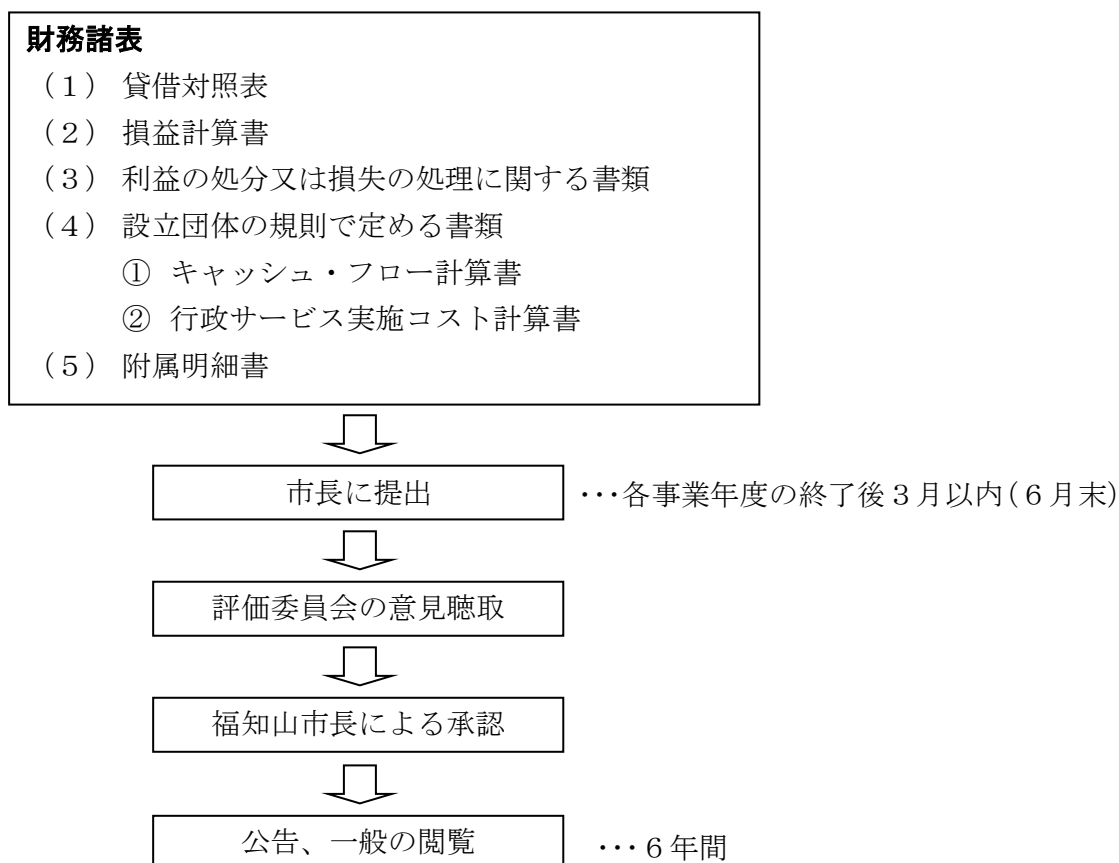 財務諸表
（１） 貸借対照表
（２） 損益計算書
（３） 利益の処分又は損失の処理に関する書類
（４） 設立団体の規則で定める書類
① キャッシュ・フロー計算書
② 行政サービス実施コスト計算書
（５） 附属明細書
市長に提出 ･･･各事業年度の終了後３月以内(６月末)
評価委員会の意見聴取
福知山市長による承認
公告、一般の閲覧 ･･･６年間